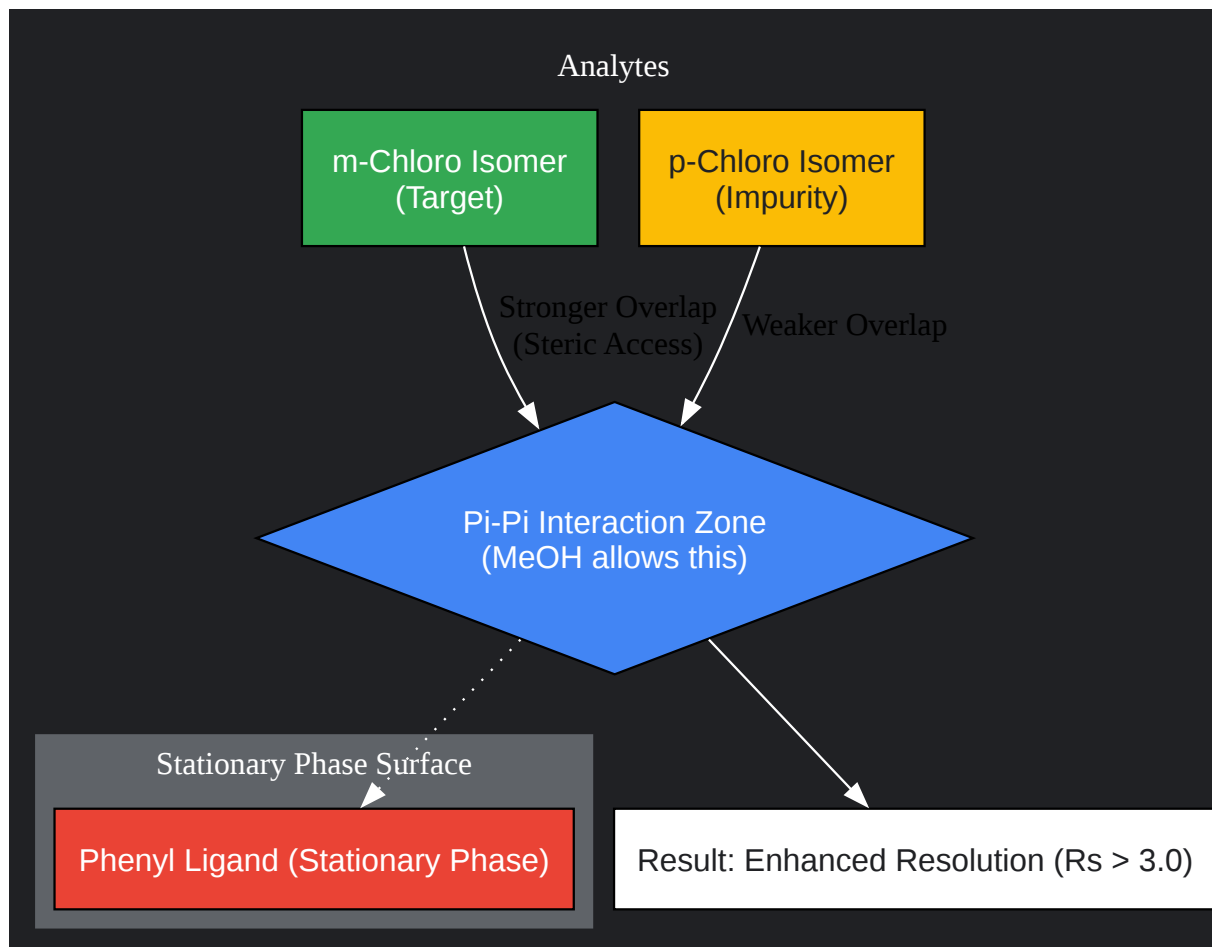 Analytes
m-Chloro Isomer
(Target)
p-Chloro Isomer
(Impurity)
Stronger Overlap
(Steric Access)
Weaker Overlap
Pi-Pi Interaction Zone
(MeOH allows this)
Stationary Phase Surface
Phenyl Ligand (Stationary Phase)
Result: Enhanced Resolution (Rs > 3.0)